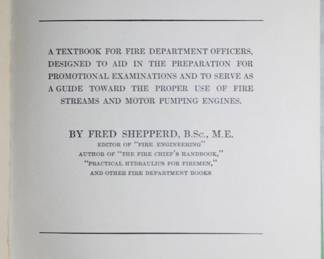 A TEXTBOOK FOR FIRE DEPARTMENT OFFICERS,
DESIGNED TO AID IN THE PREPARATION FOR
PROMOTIONAL EXAMINATIONS AND TO SERVE AS
A GUIDE TOWARD THE PROPER USE OF FIRE
STREAMS AND MOTOR PUMPING ENGINES.
BY FRED SHEPPERD, B.Sc., M.E.
EDITOR OF "FIRE ENGINEERING"
AUTHOR OF "THE FIRE CHIEF'S HANDBOOK,"
"PRACTICAL HYDRAULICS FOR FIREMEN,"
AND OTHER FIRE DEPARTMENT BOOKS